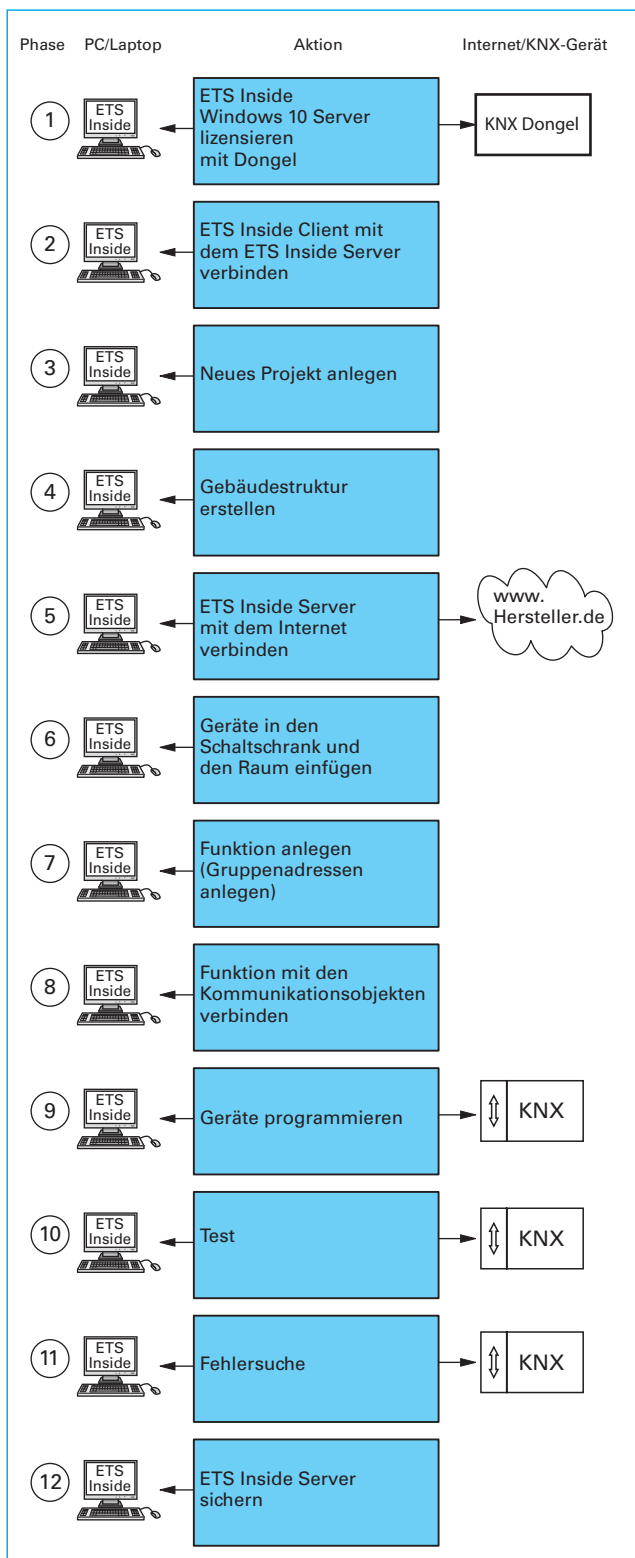 Phase PC/Laptop Aktion Internet/KNX-Gerät
1
ETS
Inside
ETS Inside
Windows 10 Server
lizensieren
mit Dongel
KNX Dongel
2
ETS
Inside
ETS Inside Client mit
dem ETS Inside Server
verbinden
3
ETS
Inside
Neues Projekt anlegen
4
ETS
Inside
Gebäudestruktur
erstellen
5
ETS
Inside
ETS Inside Server
mit dem Internet
verbinden
www.
Hersteller.de
6
ETS
Inside
Geräte in den
Schaltschrank und
den Raum einfügen
7
ETS
Inside
Funktion anlegen
(Gruppenadressen
anlegen)
8
ETS
Inside
Funktion mit den
Kommunikationsobjekten
verbinden
9
ETS
Inside
Geräte programmieren
KNX
10
ETS
Inside
Test
KNX
11
ETS
Inside
Fehlersuche
KNX
12
ETS
Inside
ETS Inside Server
sichern